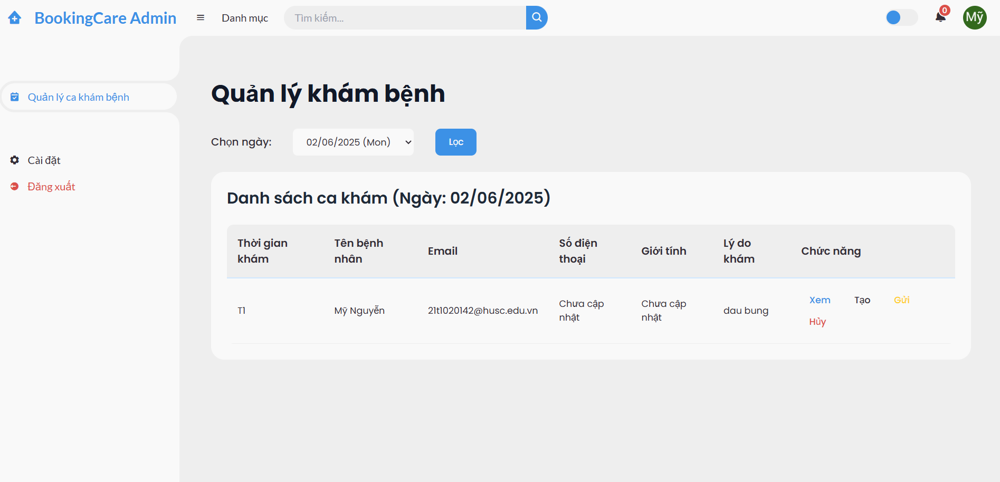 BookingCare Admin
Danh mục
Tìm kiếm...
0
Mỹ
Quản lý ca khám bệnh
Cài đặt
Đăng xuất
Quản lý khám bệnh
Chọn ngày:
02/06/2025 (Mon)
Lọc
Danh sách ca khám (Ngày: 02/06/2025)
Thời gian khám
Tên bệnh nhân
Email
Số điện thoại
Giới tính
Lý do khám
Chức năng
T1
Mỹ Nguyễn
21t1020142@husc.edu.vn
Chưa cập nhật
Chưa cập nhật
dau bung
Xem
Tạo
Gửi
Hủy